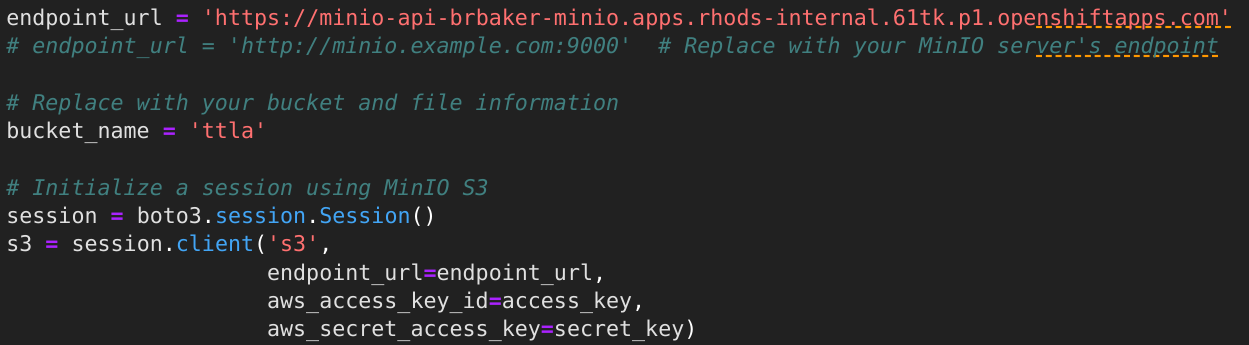 endpoint_url = 'https://minio-api-brbaker-minio.apps.rhods-internal.61tk.p1.openshiftapps.com'
# endpoint_url = 'http://minio.example.com:9000'  # Replace with your MinIO server's endpoint
# Replace with your bucket and file information
bucket_name = 'ttla'
# Initialize a session using MinIO S3
session = boto3.session.Session()
s3 = session.client('s3',
                    endpoint_url=endpoint_url,
                    aws_access_key_id=access_key,
                    aws_secret_access_key=secret_key)